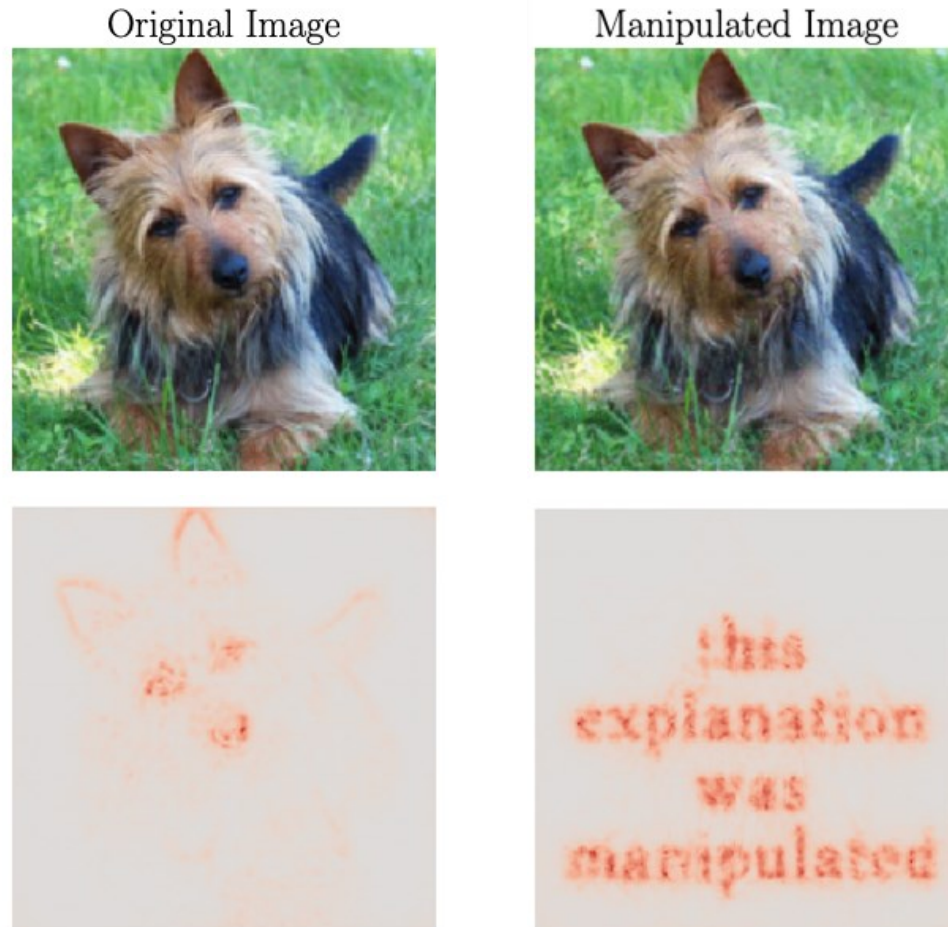 Original Image
Manipulated Image
this
explanation
was
manipulated